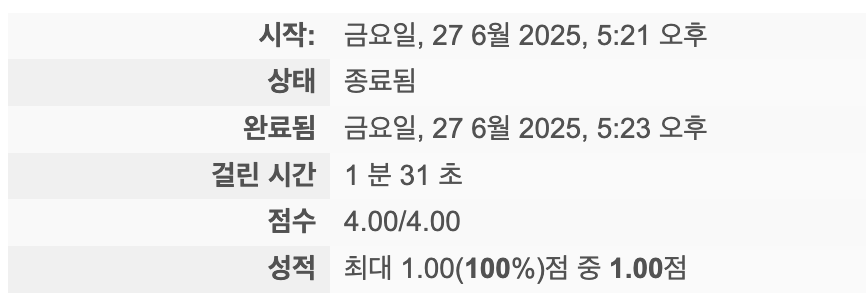 시작: 금요일, 27 6월 2025, 5:21 오후
상태 종료됨
완료됨 금요일, 27 6월 2025, 5:23 오후
걸린 시간 1 분 31 초
점수 4.00/4.00
성적 최대 1.00(100%)점 중 1.00점